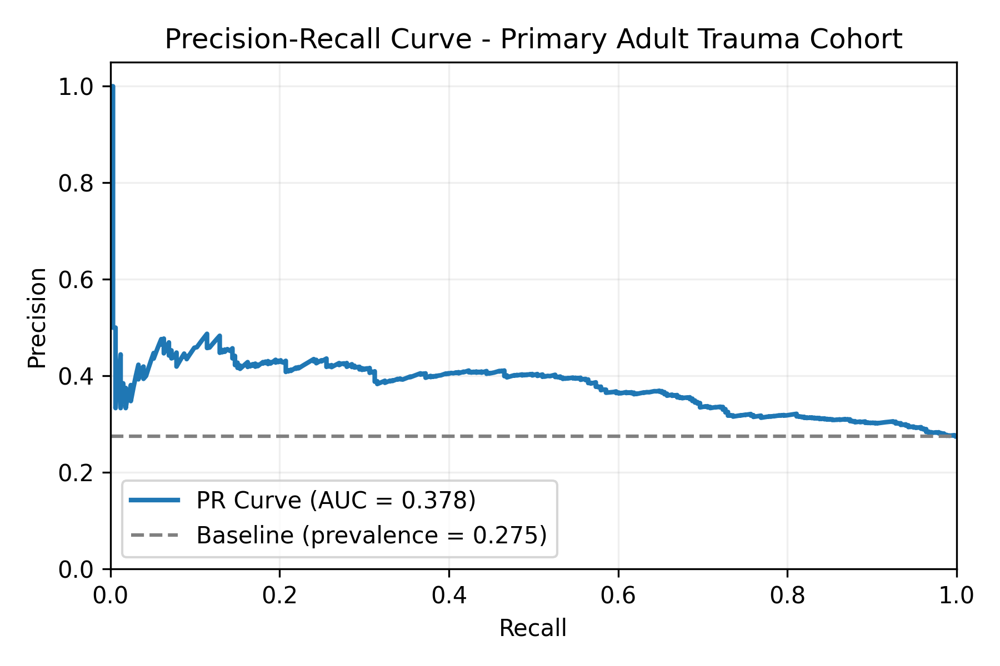 Precision-Recall Curve - Primary Adult Trauma Cohort
Precision
1.0
0.8
0.6
0.4
0.2
0.0
PR Curve (AUC = 0.378)
Baseline (prevalence = 0.275)
0.0 0.2 0.4 0.6 0.8 1.0
Recall